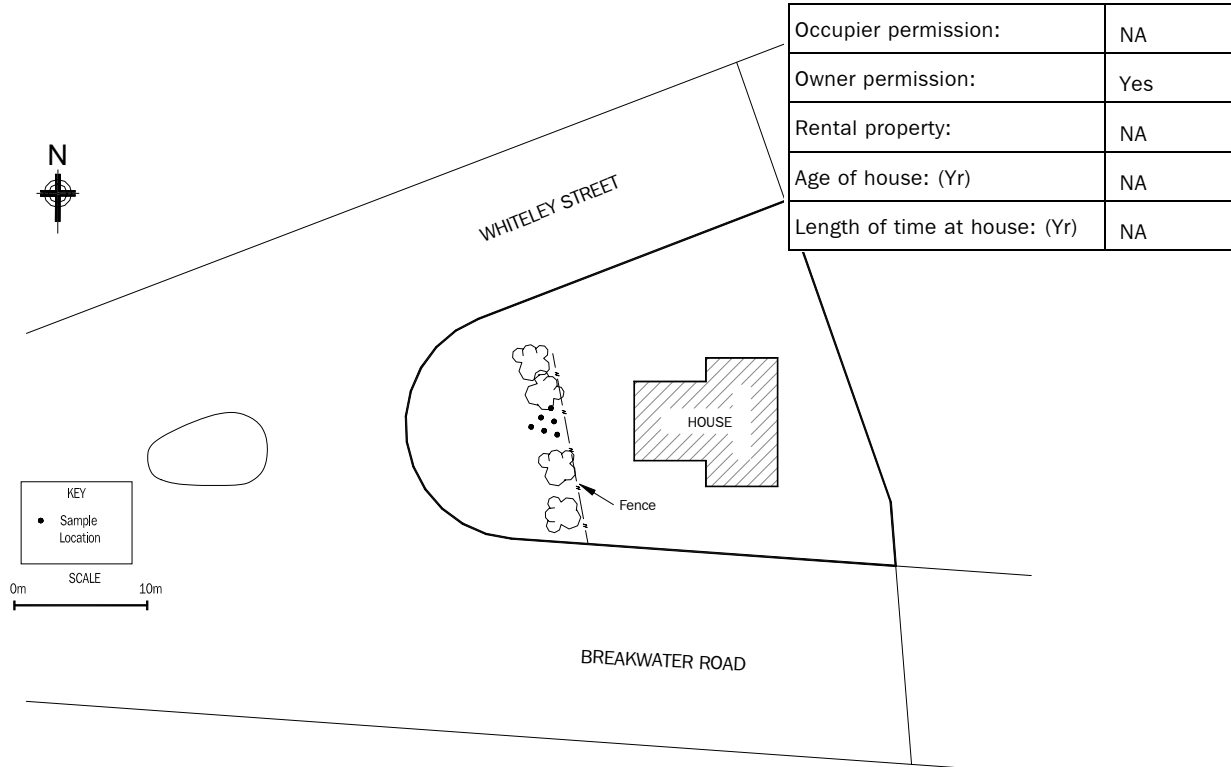 Occupier permission: NA
Owner permission: Yes
Rental property: NA
Age of house: (Yr) NA
Length of time at house: (Yr) NA
N
WHITELEY STREET
HOUSE
Fence
KEY
Sample
Location
SCALE
0m 10m
BREAKWATER ROAD